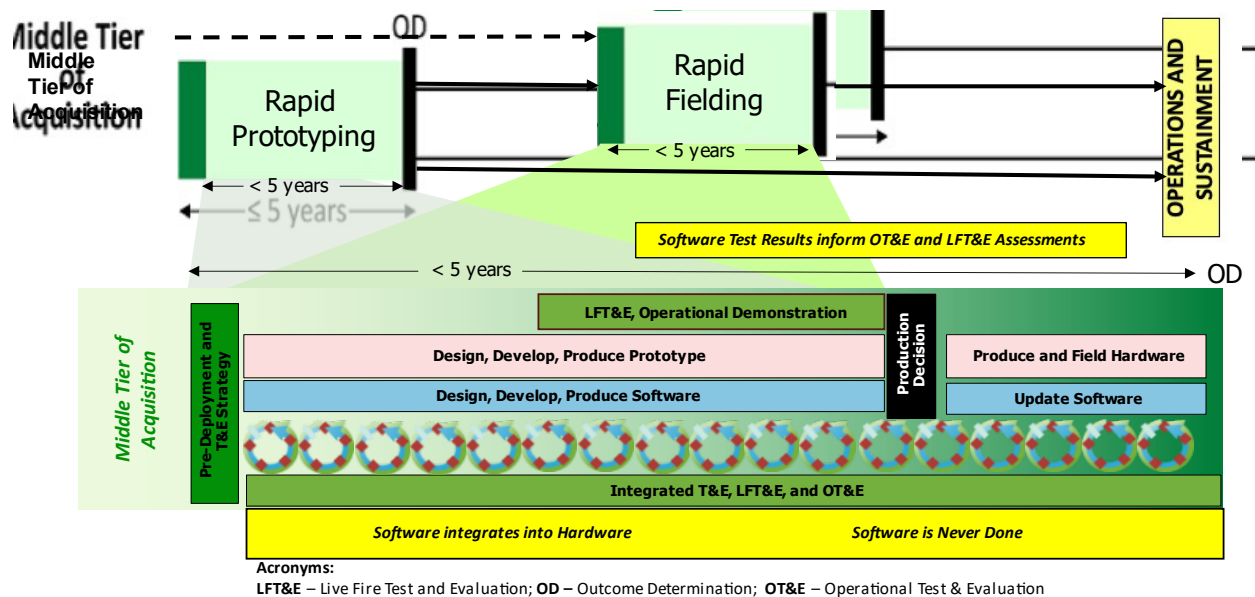 Middle Tier
of
Acquisition
Middle
Tier of
Acquisition
OD
Rapid
Prototyping
Rapid
Fielding
< 5 years
< 5 years
≤ 5 years
OPERATIONS AND
SUSTAINMENT
Software Test Results inform OT&E and LFT&E Assessments
< 5 years
OD
Middle Tier of
Acquisition
Pre-Deployment and
T&E Strategy
LFT&E, Operational Demonstration
Design, Develop, Produce Prototype
Design, Develop, Produce Software
Production
Decision
Produce and Field Hardware
Update Software
Integrated T&E, LFT&E, and OT&E
Software integrates into Hardware
Software is Never Done
Acronyms:
LFT&E – Live Fire Test and Evaluation; OD – Outcome Determination; OT&E – Operational Test & Evaluation